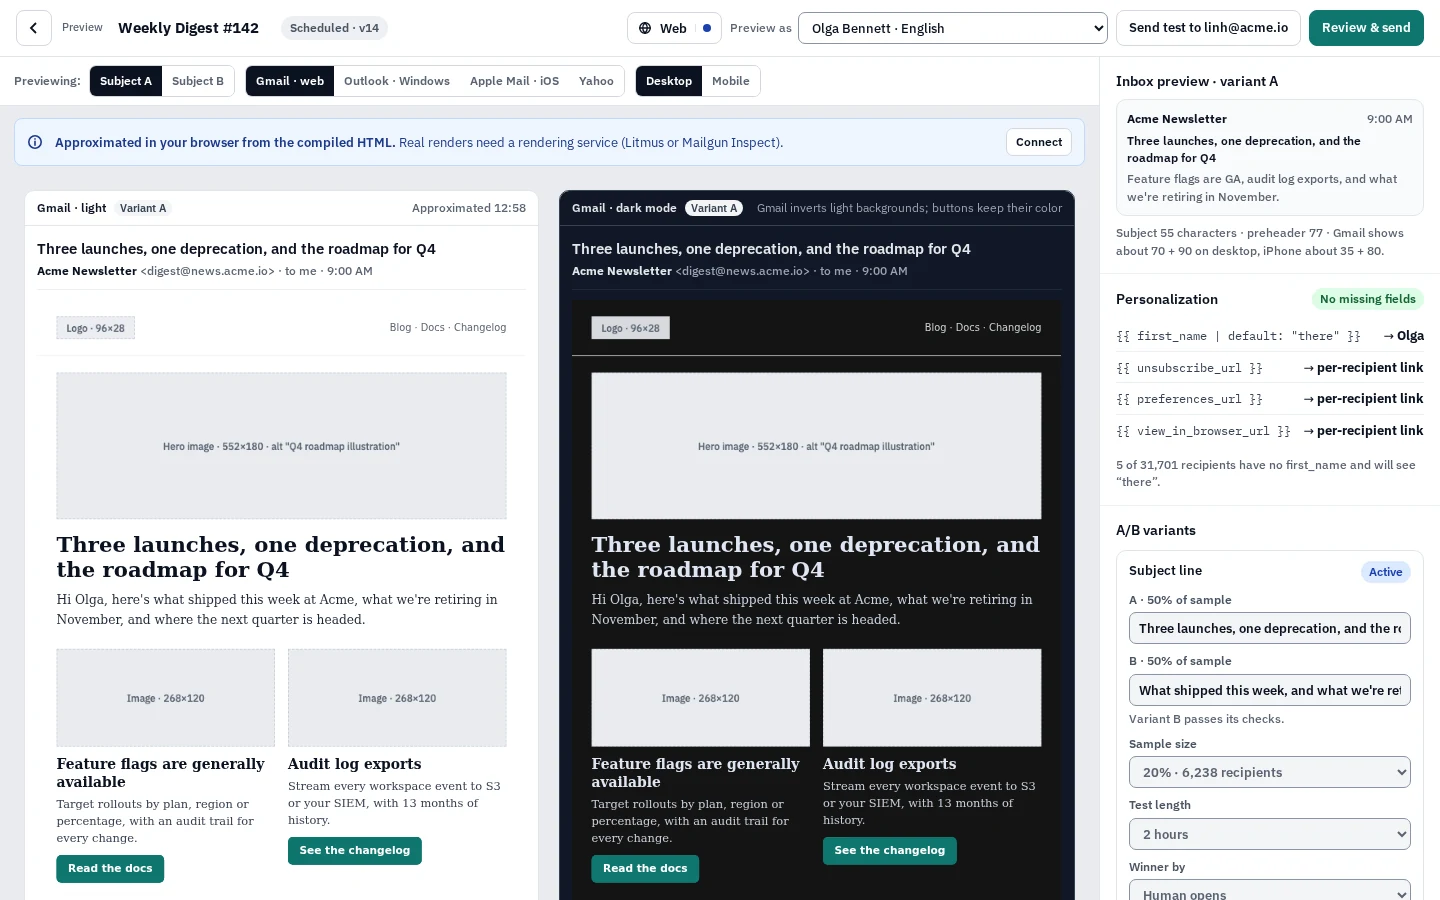 Preview
Weekly Digest #142
Scheduled · v14
Web
Preview as
Olga Bennett · English
Send test to linh@acme.io
Review & send
Previewing:
Subject A
Subject B
Gmail · web
Outlook · Windows
Apple Mail · iOS
Yahoo
Desktop
Mobile
Approximated in your browser from the compiled HTML. Real renders need a rendering service (Litmus or Mailgun Inspect).
Connect
Gmail · light
Variant A
Approximated 12:58
Three launches, one deprecation, and the roadmap for Q4
Acme Newsletter <digest@news.acme.io> · to me · 9:00 AM
Logo · 96×28
Blog · Docs · Changelog
Hero image · 552×180 · alt "Q4 roadmap illustration"
Three launches, one deprecation, and
the roadmap for Q4
Hi Olga, here's what shipped this week at Acme, what we're retiring in
November, and where the next quarter is headed.
Image · 268×120
Image · 268×120
Feature flags are generally
available
Target rollouts by plan, region or
percentage, with an audit trail for
every change.
Read the docs
Audit log exports
Stream every workspace event to S3
or your SIEM, with 13 months of
history.
See the changelog
Gmail · dark mode
Variant A
Gmail inverts light backgrounds; buttons keep their color
Three launches, one deprecation, and the roadmap for Q4
Acme Newsletter <digest@news.acme.io> · to me · 9:00 AM
Logo · 96×28
Blog · Docs · Changelog
Hero image · 552×180 · alt "Q4 roadmap illustration"
Three launches, one deprecation, and
the roadmap for Q4
Hi Olga, here's what shipped this week at Acme, what we're retiring in
November, and where the next quarter is headed.
Image · 268×120
Image · 268×120
Feature flags are generally
available
Target rollouts by plan, region or
percentage, with an audit trail for
every change.
Read the docs
Audit log exports
Stream every workspace event to S3
or your SIEM, with 13 months of
history.
See the changelog
Inbox preview · variant A
Acme Newsletter
9:00 AM
Three launches, one deprecation, and the
roadmap for Q4
Feature flags are GA, audit log exports, and what
we're retiring in November.
Subject 55 characters · preheader 77 · Gmail shows
about 70 + 90 on desktop, iPhone about 35 + 80.
Personalization
No missing fields
{{ first_name | default: "there" }} → Olga
{{ unsubscribe_url }} → per-recipient link
{{ preferences_url }} → per-recipient link
{{ view_in_browser_url }} → per-recipient link
5 of 31,701 recipients have no first_name and will see
“there”.
A/B variants
Subject line
Active
A · 50% of sample
Three launches, one deprecation, and the ro
B · 50% of sample
What shipped this week, and what we're ret
Variant B passes its checks.
Sample size
20% · 6,238 recipients
Test length
2 hours
Winner by
Human opens